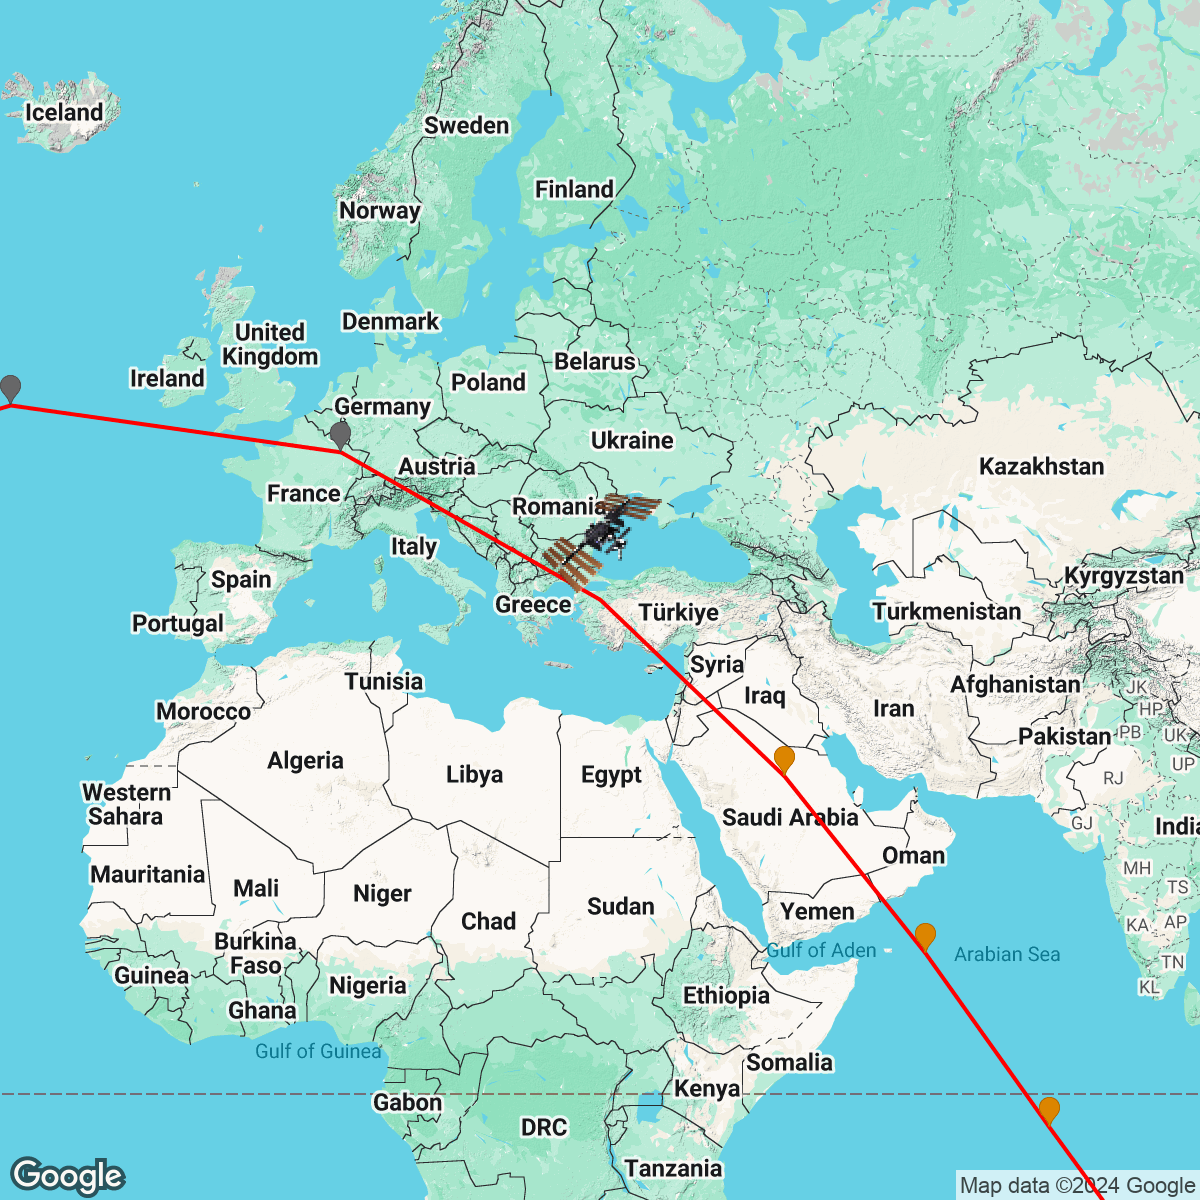 Iceland
Sweden
Finland
Norway
Denmark
United
Kingdom
Ireland
Belarus
Poland
Germany
Ukraine
Austria
Kazakhstan
France
Romania
Italy
Spain
Kyrgyzstan
Greece
Türkiye
Turkmenistan
Portugal
Syria
Tunisia
Afghanistan
JK
Iraq
HP
Morocco
Iran
Pakistan
PB
UK
Algeria
Libya
Egypt
UP
RJ
Western
Sahara
Saudi Arabia
GJ
India
Oman
MH
Mauritania
Mali
Niger
TS
Sudan
Yemen
Chad
KA
AP
Burkina
Faso
Gulf of Aden
Arabian Sea
TN
Guinea
Nigeria
KL
Ethiopia
Ghana
Gulf of Guinea
Somalia
Kenya
Gabon
DRC
Tanzania
Google
Map data ©2024 Google